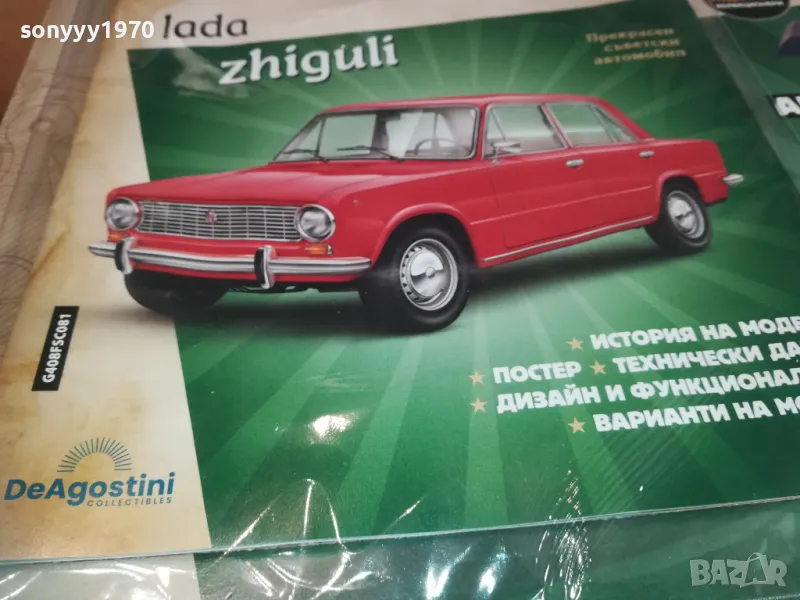 sonyyy1970
lada
zhiguli
Прекрасен
съветски
автомобил
G408FSC081
★ ИСТОРИЯ НА МОДЕ
★ ПОСТЕР ★ ТЕХНИЧЕСКИ ДА
★ ДИЗАЙН И ФУНКЦИОНАЛ
★ ВАРИАНТИ НА МО
DeAgostini
COLLECTIBLES
BAZAR